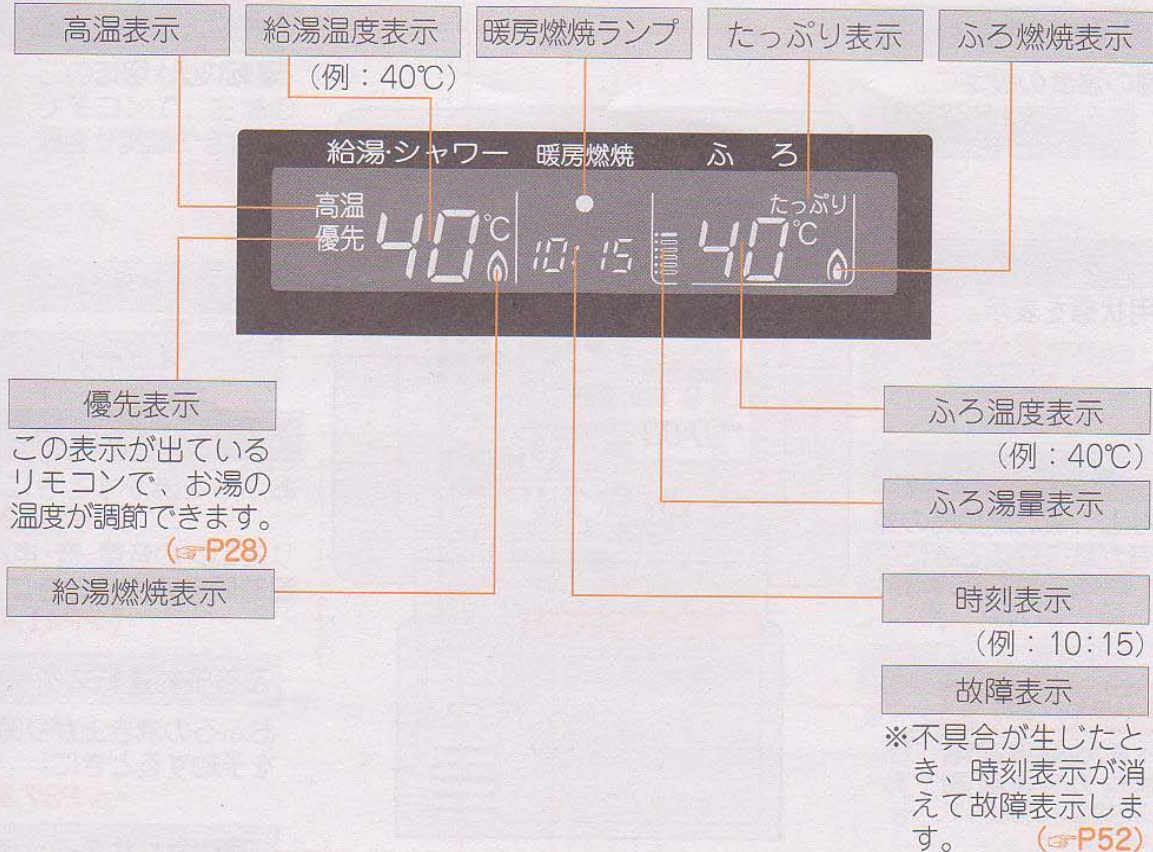 高温表示
給湯温度表示
暖房燃焼ランプ
たっぷり表示
ふろ燃焼表示
(例：40℃)
給湯･シャワー 暖房燃焼 ふ ろ
高温
優先
40℃
10:15
たっぷり
40℃
優先表示
この表示が出ている
リモコンで、お湯の
温度が調節できます。
(☞P28)
給湯燃焼表示
ふろ温度表示
(例：40℃)
ふろ湯量表示
時刻表示
(例：10:15)
故障表示
※不具合が生じたと
き、時刻表示が消
えて故障表示しま
す。 (☞P52)